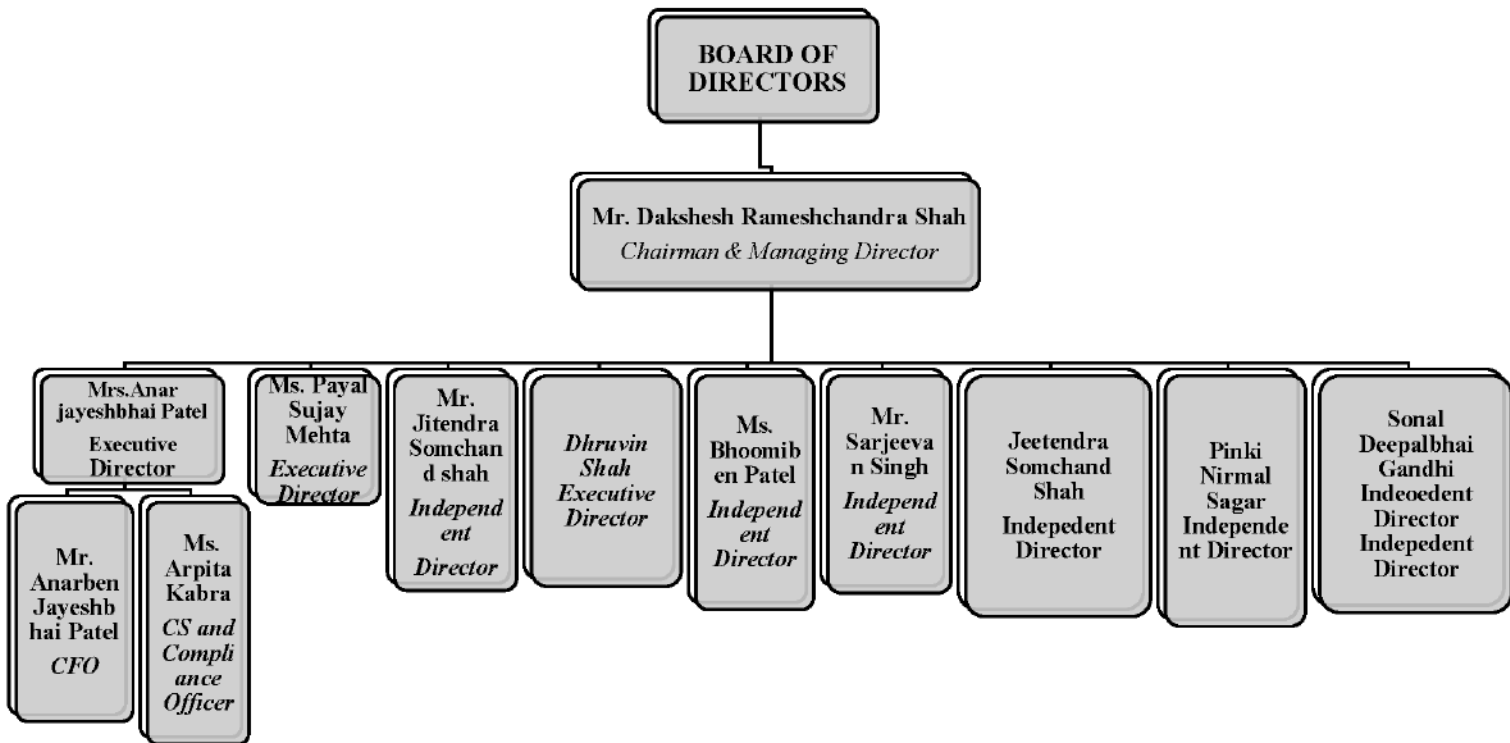 BOARD OF
DIRECTORS
Mr. Dakshesh Rameshchandra Shah
Chairman & Managing Director
Mrs.Anar
jayeshbhai Patel
Executive
Director
Mr.
Anarben
Jayeshb
hai Patel
CFO
Ms.
Arpita
Kabra
CS and
Compli
ance
Officer
Ms. Payal
Sujay
Mehta
Executive
Director
Mr.
Jitendra
Somchan
d shah
Independ
ent
Director
Dhruvin
Shah
Executive
Director
Ms.
Bhoomib
en Patel
Independ
ent
Director
Mr.
Sarjeeva
n Singh
Independ
ent
Director
Jeetendra
Somchand
Shah
Indepedent
Director
Pinki
Nirmal
Sagar
Independe
nt Director
Sonal
Deepalbhai
Gandhi
Indeoedent
Director
Indepedent
Director